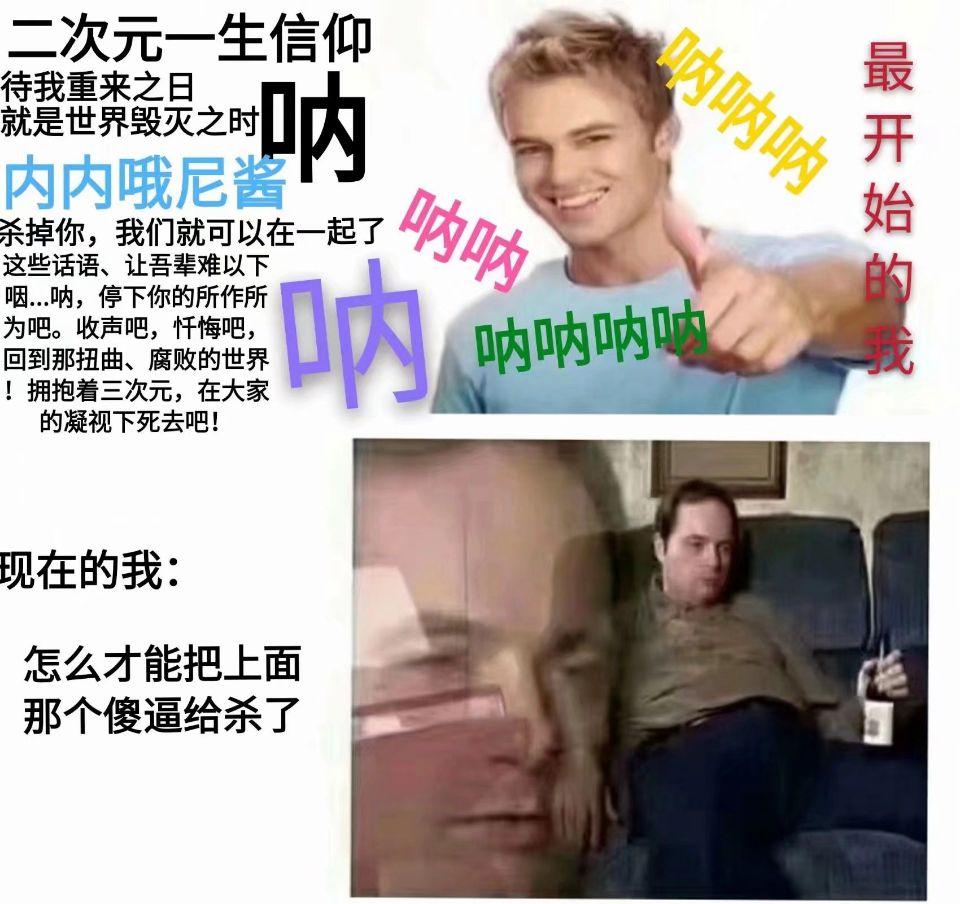 二次元一生信仰
待我重来之日
就是世界毁灭之时
呐
内内哦尼酱
杀掉你，我们就可以在一起了
这些话语、让吾辈难以下
咽...呐，停下你的所作所
为吧。收声吧，忏悔吧，
回到那扭曲、腐败的世界
！拥抱着三次元，在大家
的凝视下死去吧！
呐
呐呐
呐呐呐
呐呐呐呐
最开始的我
现在的我：
怎么才能把上面
那个傻逼给杀了